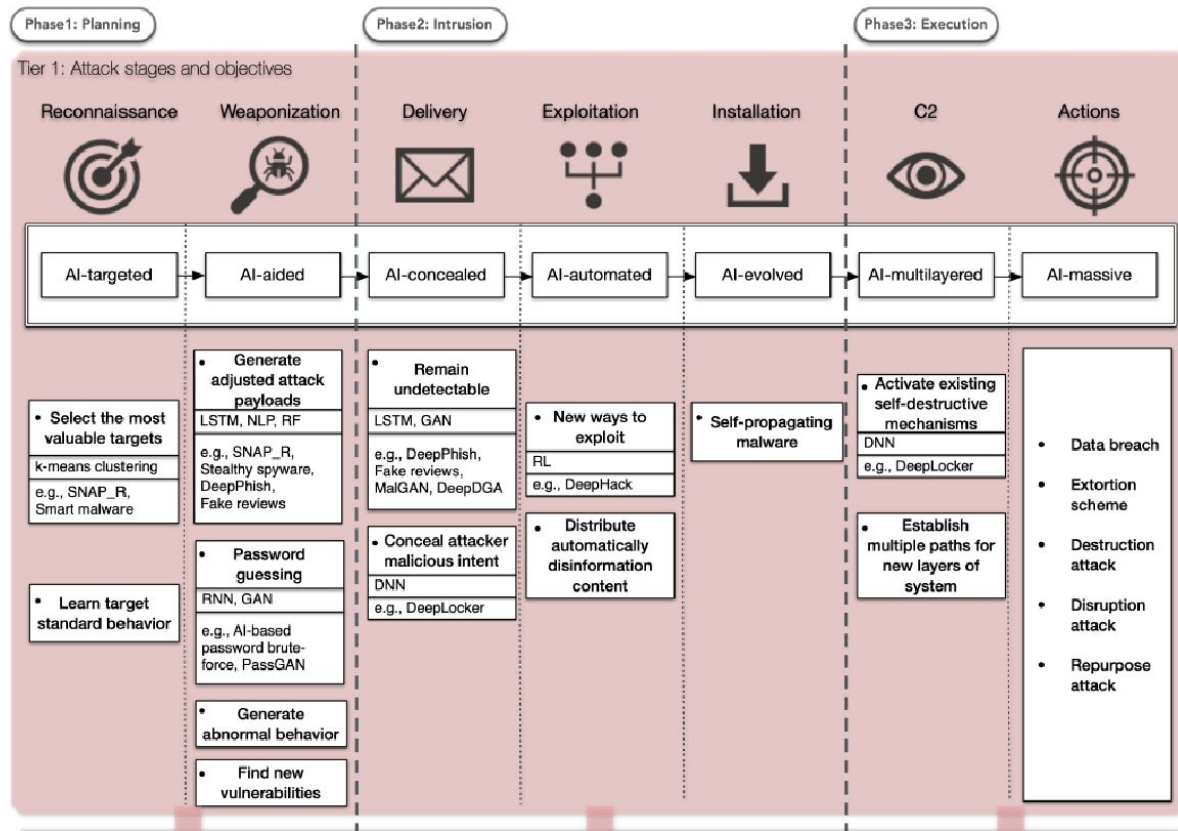 Phase1: Planning
Phase2: Intrusion
Phase3: Execution
Tier 1: Attack stages and objectives
Reconnaissance
Weaponization
Delivery
Exploitation
Installation
C2
Actions
AI-targeted
AI-aided
AI-concealed
AI-automated
AI-evolved
AI-multilayered
AI-massive
• Select the most
valuable targets
k-means clustering
e.g., SNAP_R,
Smart malware
• Learn target
standard behavior
• Generate
adjusted attack
payloads
LSTM, NLP, RF
e.g., SNAP_R,
Stealthy spyware,
DeepPhish,
Fake reviews
• Password
guessing
RNN, GAN
e.g., AI-based
password brute-
force, PassGAN
• Generate
abnormal behavior
• Find new
vulnerabilities
• Remain
undetectable
LSTM, GAN
e.g., DeepPhish,
Fake reviews,
MalGAN, DeepDGA
• Conceal attacker
malicious intent
DNN
e.g., DeepLocker
• New ways to
exploit
RL
e.g., DeepHack
• Distribute
automatically
disinformation
content
• Self-propagating
malware
• Activate existing
self-destructive
mechanisms
DNN
e.g., DeepLocker
• Establish
multiple paths for
new layers of
system
• Data breach
• Extortion
scheme
• Destruction
attack
• Disruption
attack
• Repurpose
attack